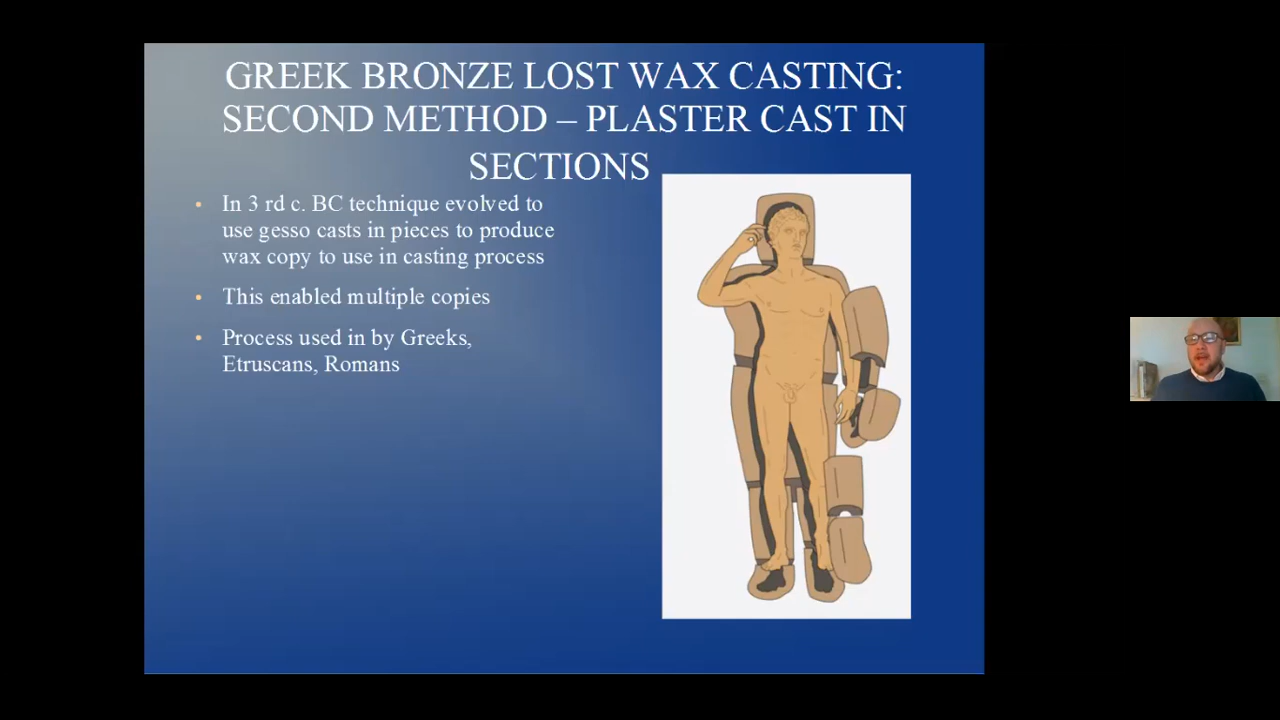 GREEK BRONZE LOST WAX CASTING:
SECOND METHOD – PLASTER CAST IN
SECTIONS
• In 3 rd c. BC technique evolved to
use gesso casts in pieces to produce
wax copy to use in casting process
• This enabled multiple copies
• Process used in by Greeks,
Etruscans, Romans